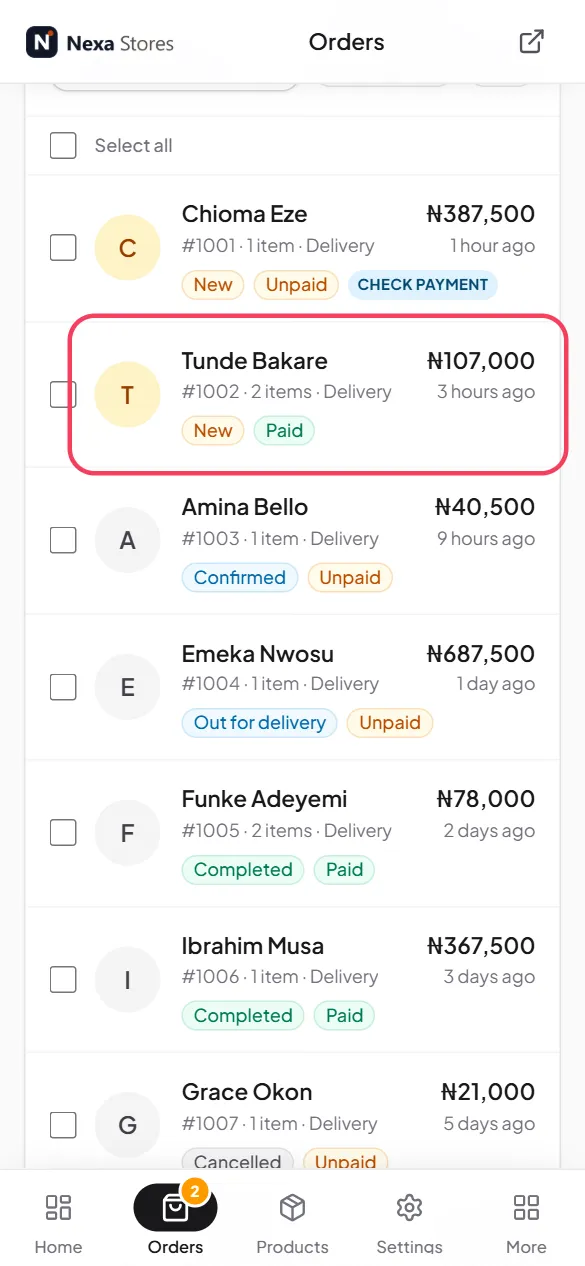 N Nexa Stores
Orders
Select all
C
Chioma Eze
₦387,500
#1001 · 1 item · Delivery
1 hour ago
New
Unpaid
CHECK PAYMENT
T
Tunde Bakare
₦107,000
#1002 · 2 items · Delivery
3 hours ago
New
Paid
A
Amina Bello
₦40,500
#1003 · 1 item · Delivery
9 hours ago
Confirmed
Unpaid
E
Emeka Nwosu
₦687,500
#1004 · 1 item · Delivery
1 day ago
Out for delivery
Unpaid
F
Funke Adeyemi
₦78,000
#1005 · 2 items · Delivery
2 days ago
Completed
Paid
I
Ibrahim Musa
₦367,500
#1006 · 1 item · Delivery
3 days ago
Completed
Paid
G
Grace Okon
₦21,000
#1007 · 1 item · Delivery
5 days ago
Cancelled
Unpaid
2
Home
Orders
Products
Settings
More